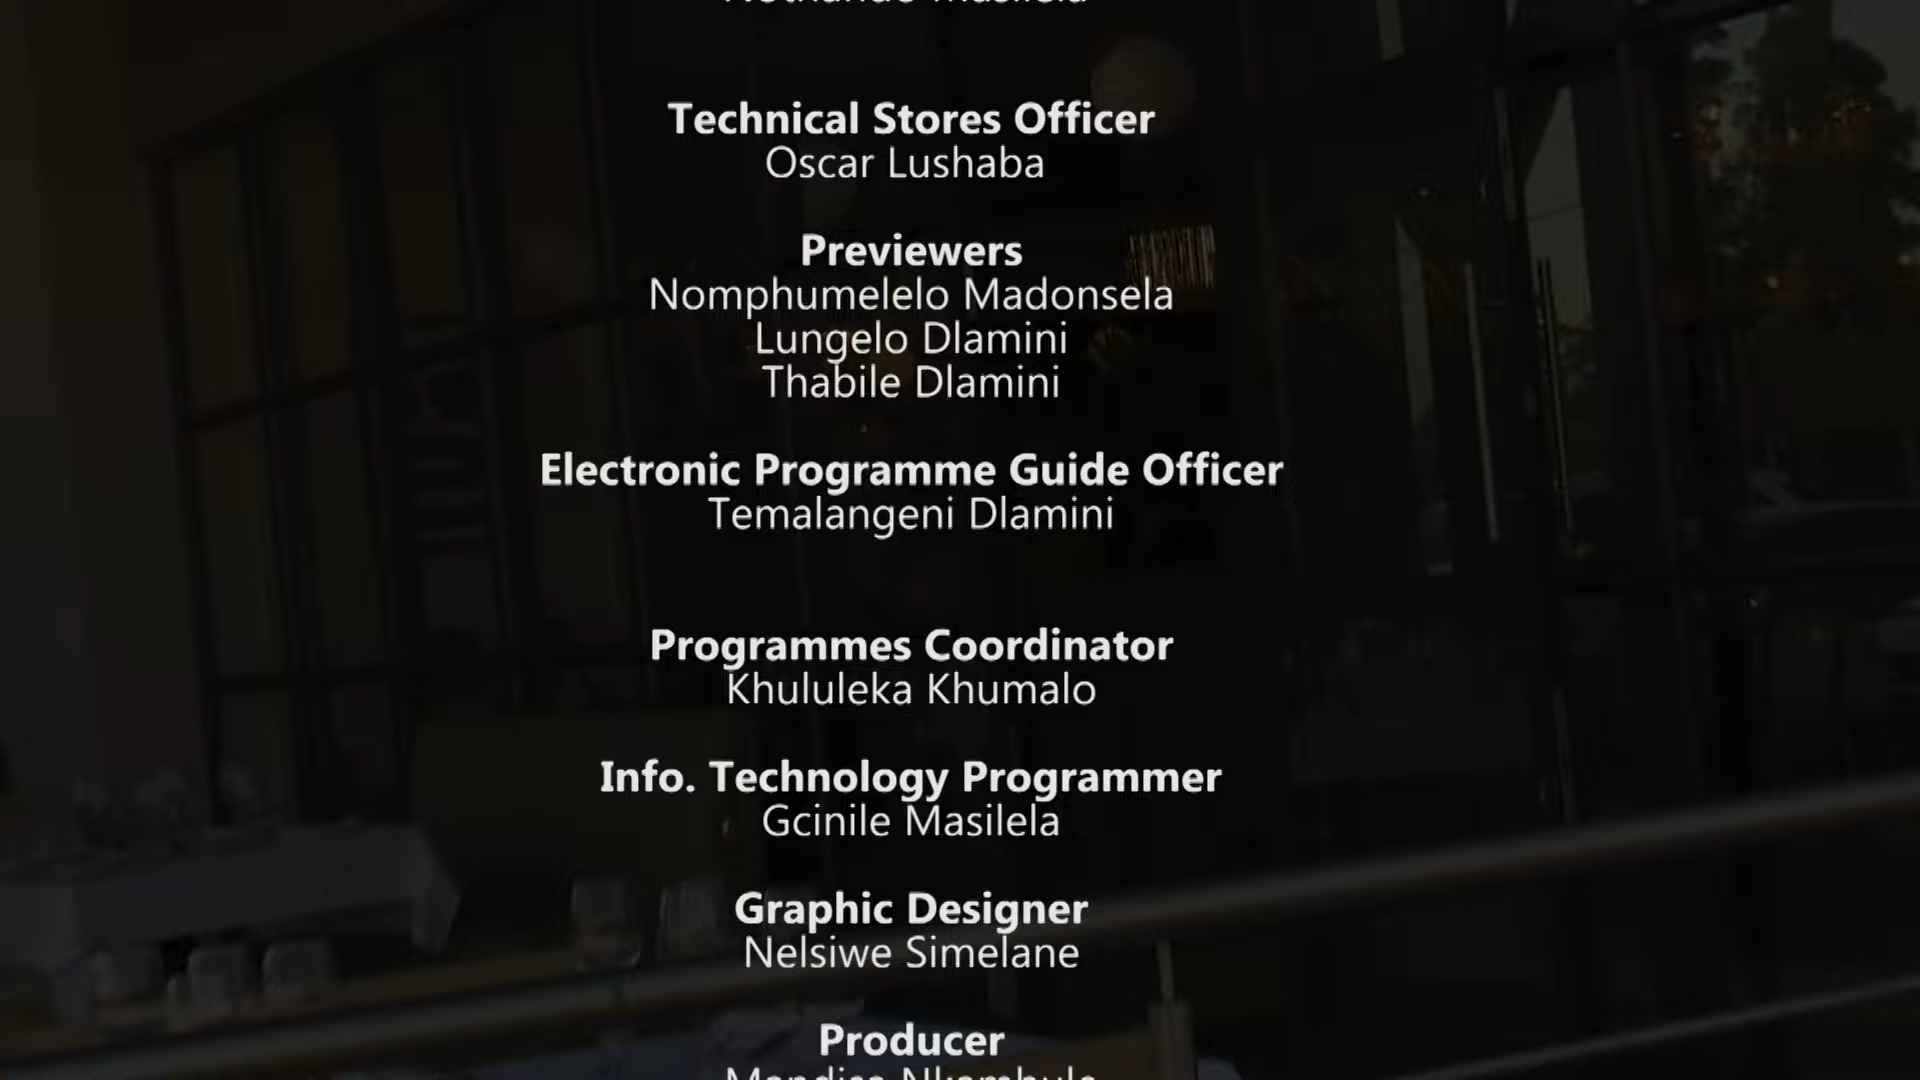 Technical Stores Officer
Oscar Lushaba
Previewers
Nomphumelelo Madonsela
Lungelo Dlamini
Thabile Dlamini
Electronic Programme Guide Officer
Temalangeni Dlamini
Programmes Coordinator
Khululeka Khumalo
Info. Technology Programmer
Gcinile Masilela
Graphic Designer
Nelsiwe Simelane
Producer